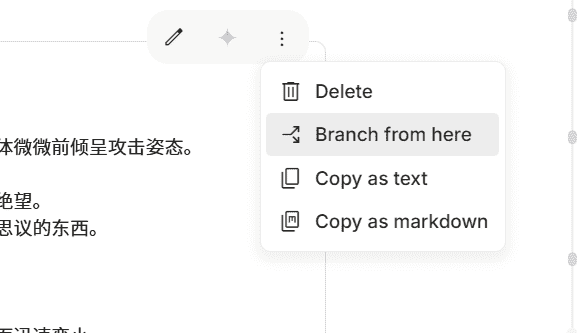 Delete
体微微前倾呈攻击姿态。
Branch from here
Copy as text
绝望。
Copy as markdown
思议的东西。